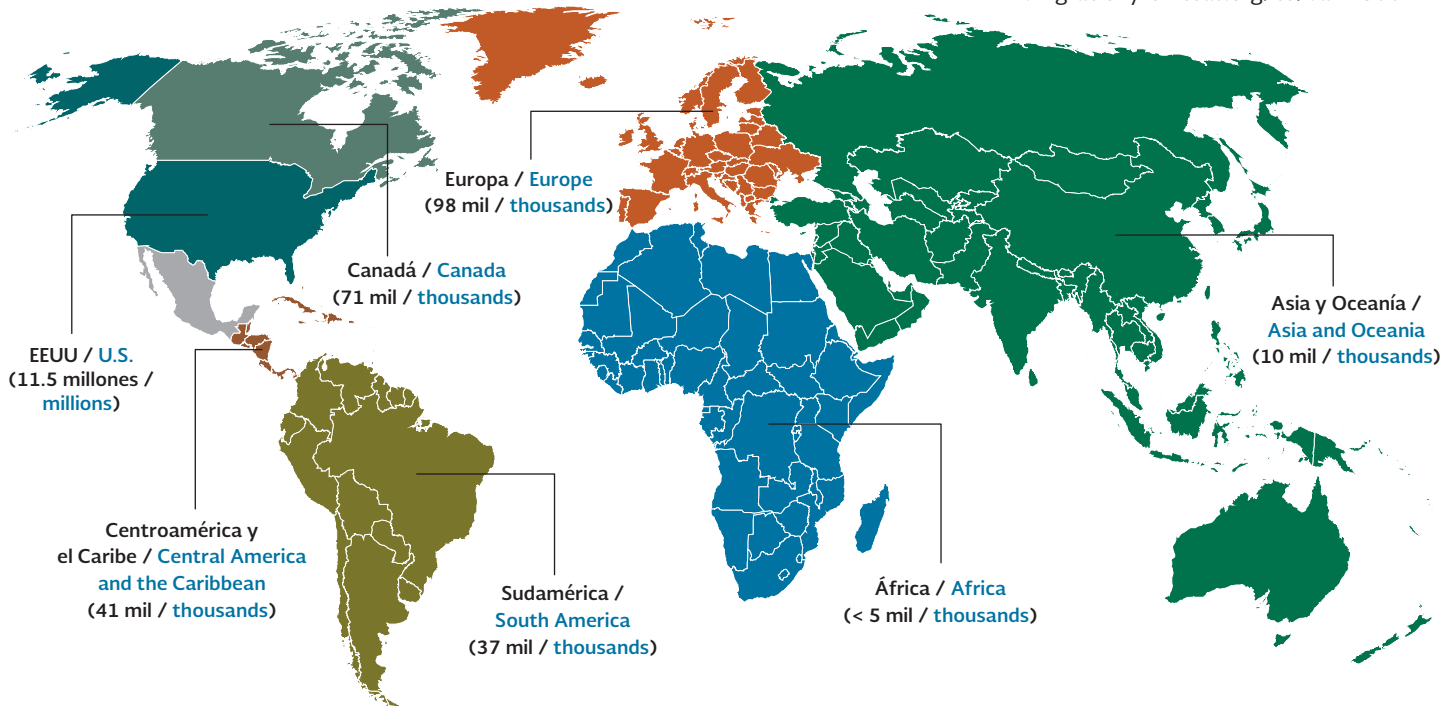 Europa / Europe
(98 mil / thousands)
Canadá / Canada
(71 mil / thousands)
EEUU / U.S.
(11.5 millones /
millions)
Asia y Oceanía /
Asia and Oceania
(10 mil / thousands)
Centroamérica y
el Caribe / Central America
and the Caribbean
(41 mil / thousands)
Sudamérica /
South America
(37 mil / thousands)
África / Africa
(< 5 mil / thousands)